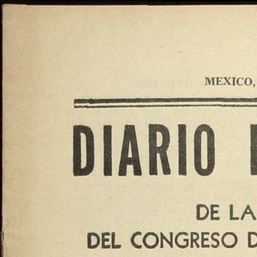 MEXICO,
DIARIO
DE LA
DEL CONGRESO D